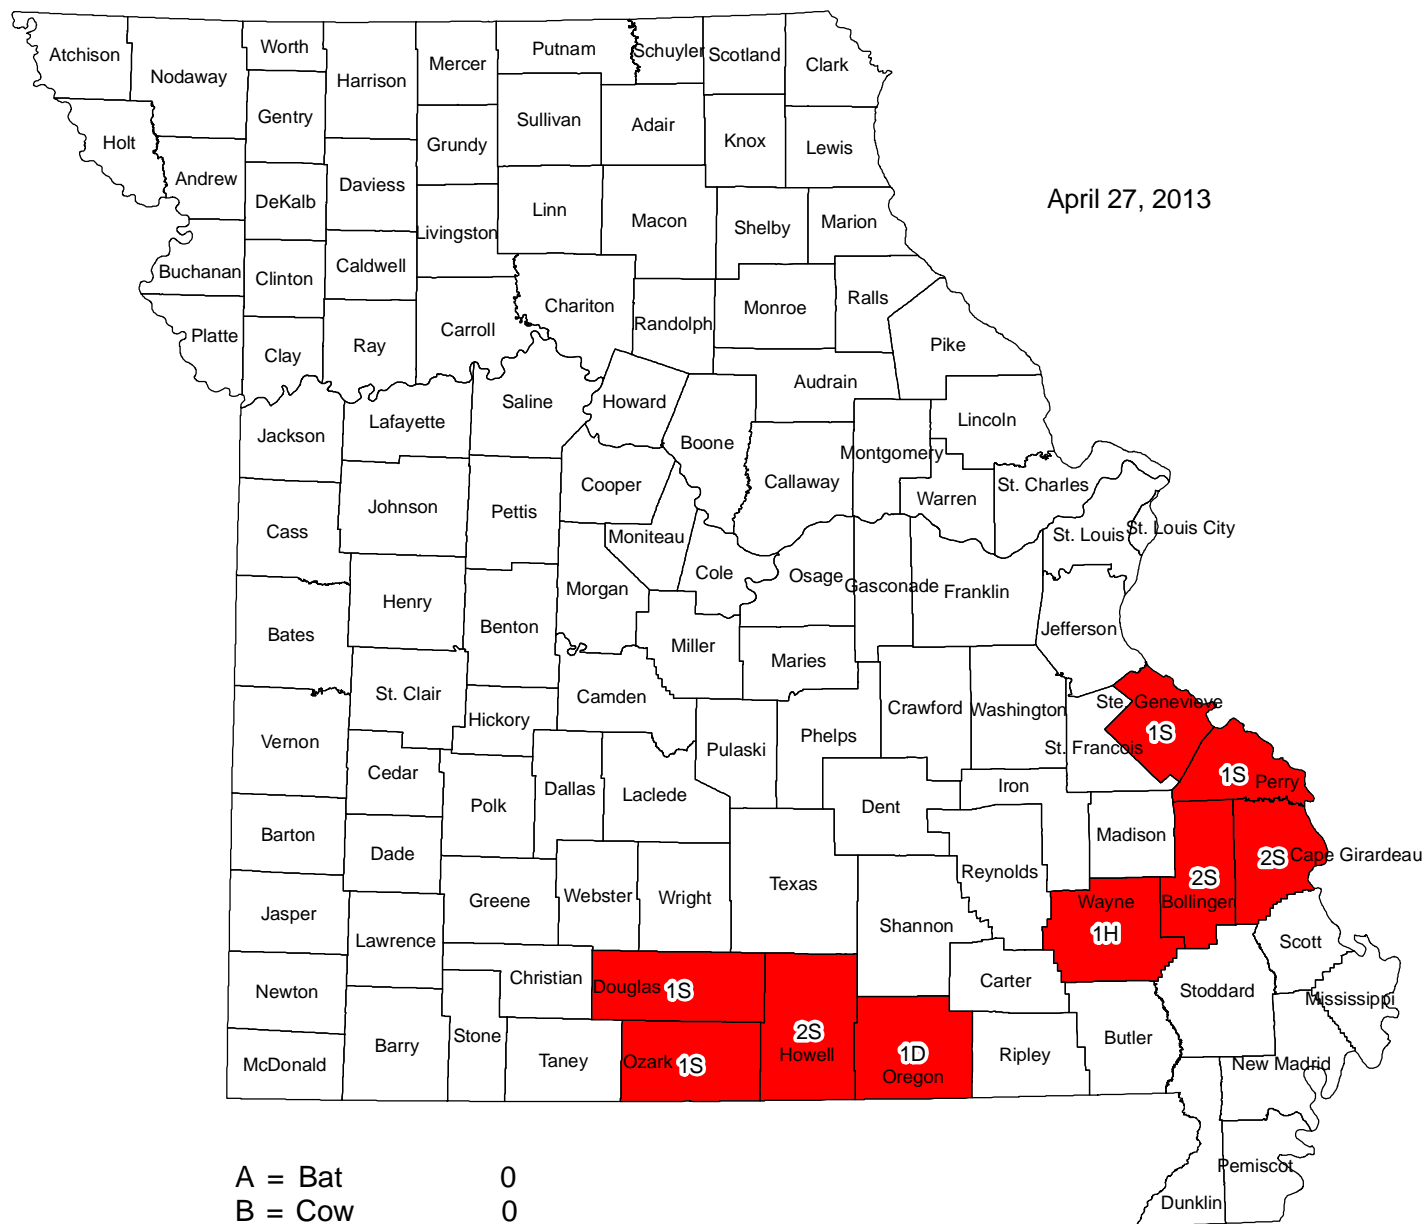 Atchison
Nodaway
Worth
Harrison
Mercer
Putnam
Schuyler
Scotland
Clark
Gentry
Sullivan
Adair
Knox
Lewis
Holt
Andrew
DeKalb
Daviess
Grundy
Livingston
Linn
Macon
Shelby
Marion
April 27, 2013
Buchanan
Clinton
Caldwell
Chariton
Randolph
Monroe
Ralls
Platte
Clay
Ray
Carroll
Pike
Audrain
Jackson
Lafayette
Saline
Howard
Boone
Lincoln
Montgomery
Callaway
Cooper
Warren
St. Charles
Cass
Johnson
Pettis
Moniteau
St. Louis
St. Louis City
Cole
Osage
Gasconade
Franklin
Morgan
Henry
Bates
Benton
Miller
Maries
Jefferson
St. Clair
Camden
Hickory
Crawford
Washington
Ste. Genevieve
1S
Vernon
Pulaski
Phelps
St. Francois
Cedar
Polk
Dallas
Laclede
Dent
Iron
1S
Perry
Barton
Dade
Madison
2S
Cape Girardeau
Greene
Webster
Wright
Texas
Reynolds
2S
Bollinger
Jasper
Lawrence
Shannon
Wayne
1H
Scott
Newton
Christian
Douglas
1S
Carter
Stoddard
Mississippi
Barry
Stone
Taney
Ozark
1S
2S
Howell
1D
Oregon
Ripley
Butler
McDonald
New Madrid
Pemiscot
Dunklin
A = Bat 0
B = Cow 0